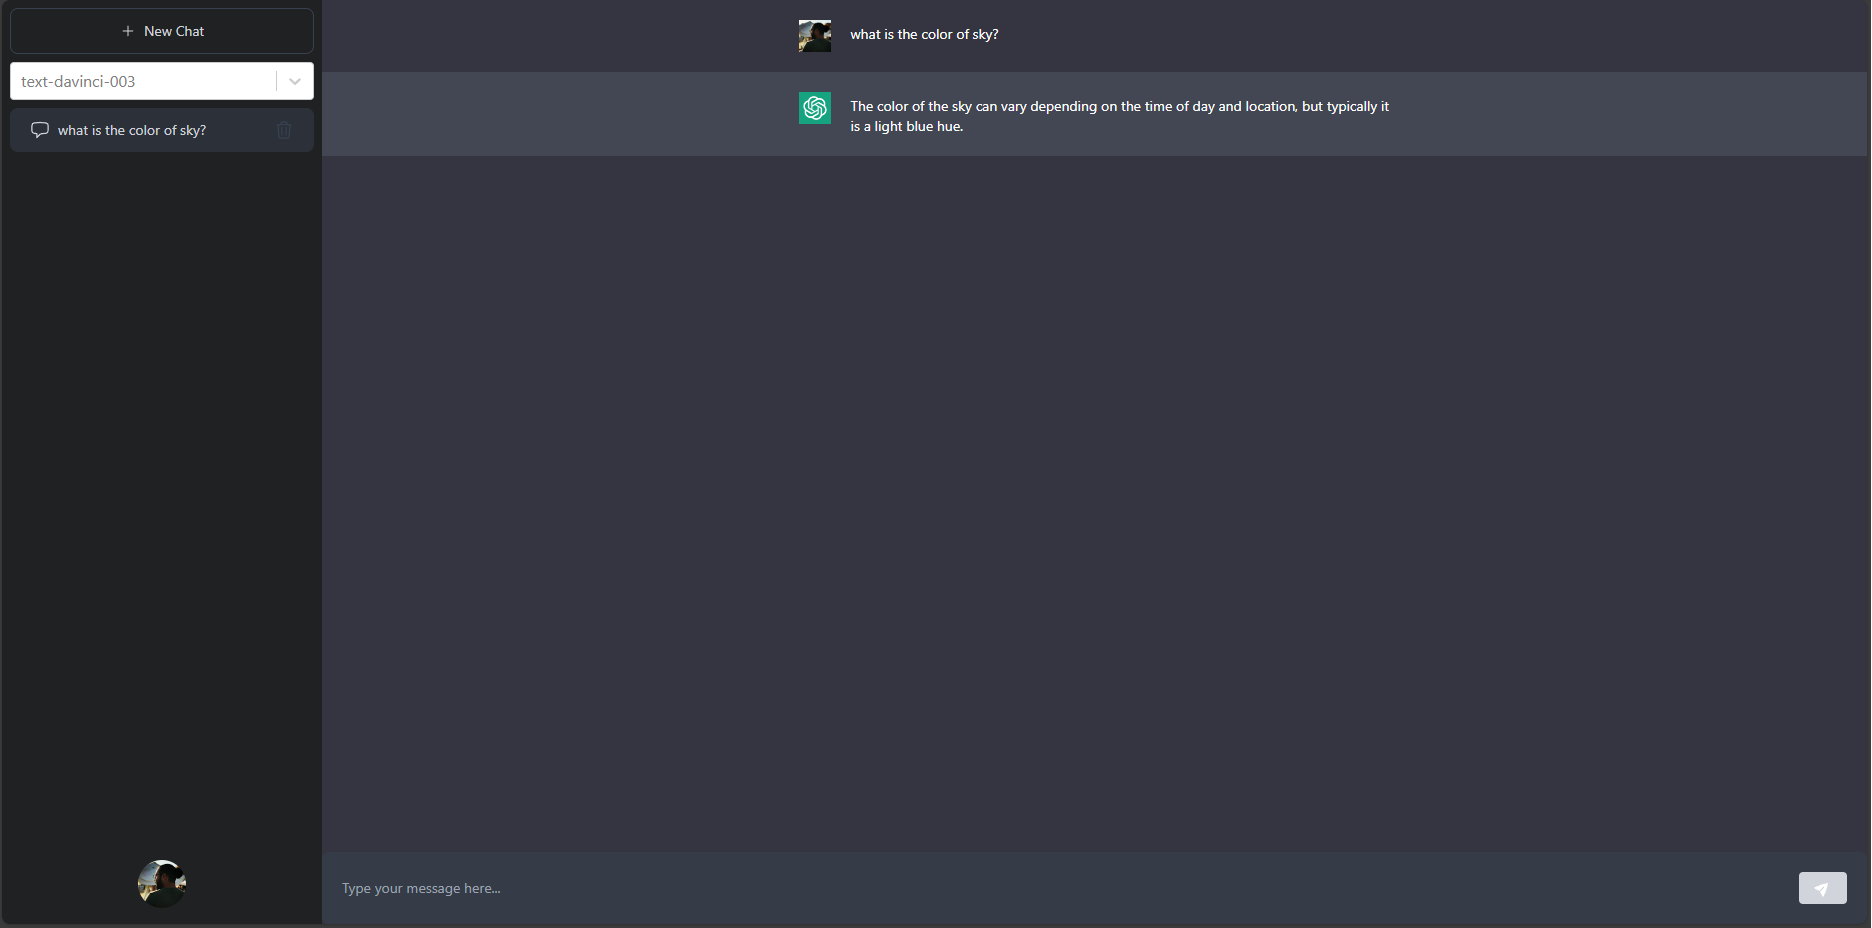 New Chat
text-davinci-003
what is the color of sky?
what is the color of sky?
The color of the sky can vary depending on the time of day and location, but typically it
is a light blue hue.
Type your message here...